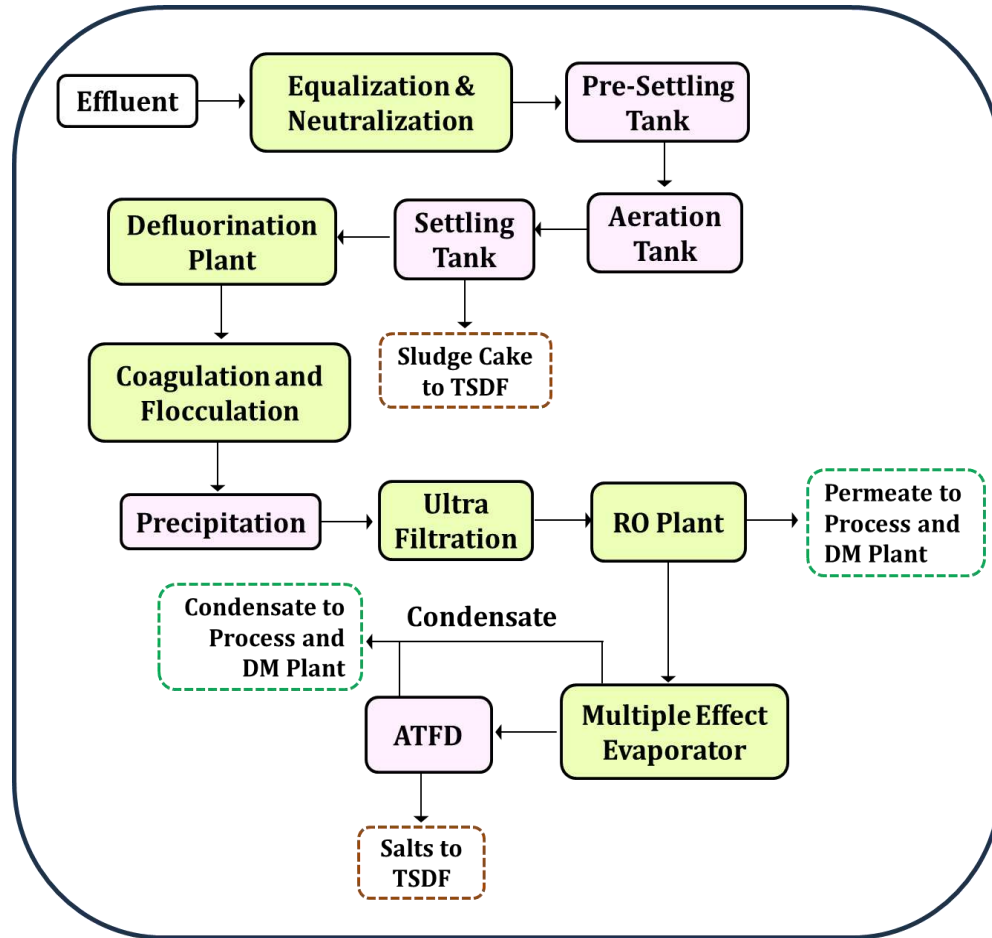 Effluent
Equalization &
Neutralization
Pre-Settling
Tank
Defluorination
Plant
Settling
Tank
Aeration
Tank
Coagulation and
Flocculation
Sludge Cake
to TSDF
Precipitation
Ultra
Filtration
RO Plant
Permeate to
Process and
DM Plant
Condensate to
Process and
DM Plant
Condensate
ATFD
Multiple Effect
Evaporator
Salts to
TSDF